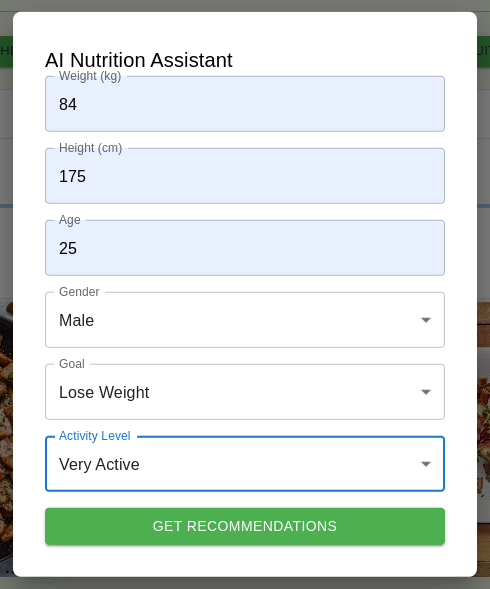 AI Nutrition Assistant
Weight (kg)
84
Height (cm)
175
Age
25
Gender
Male
Goal
Lose Weight
Activity Level
Very Active
GET RECOMMENDATIONS